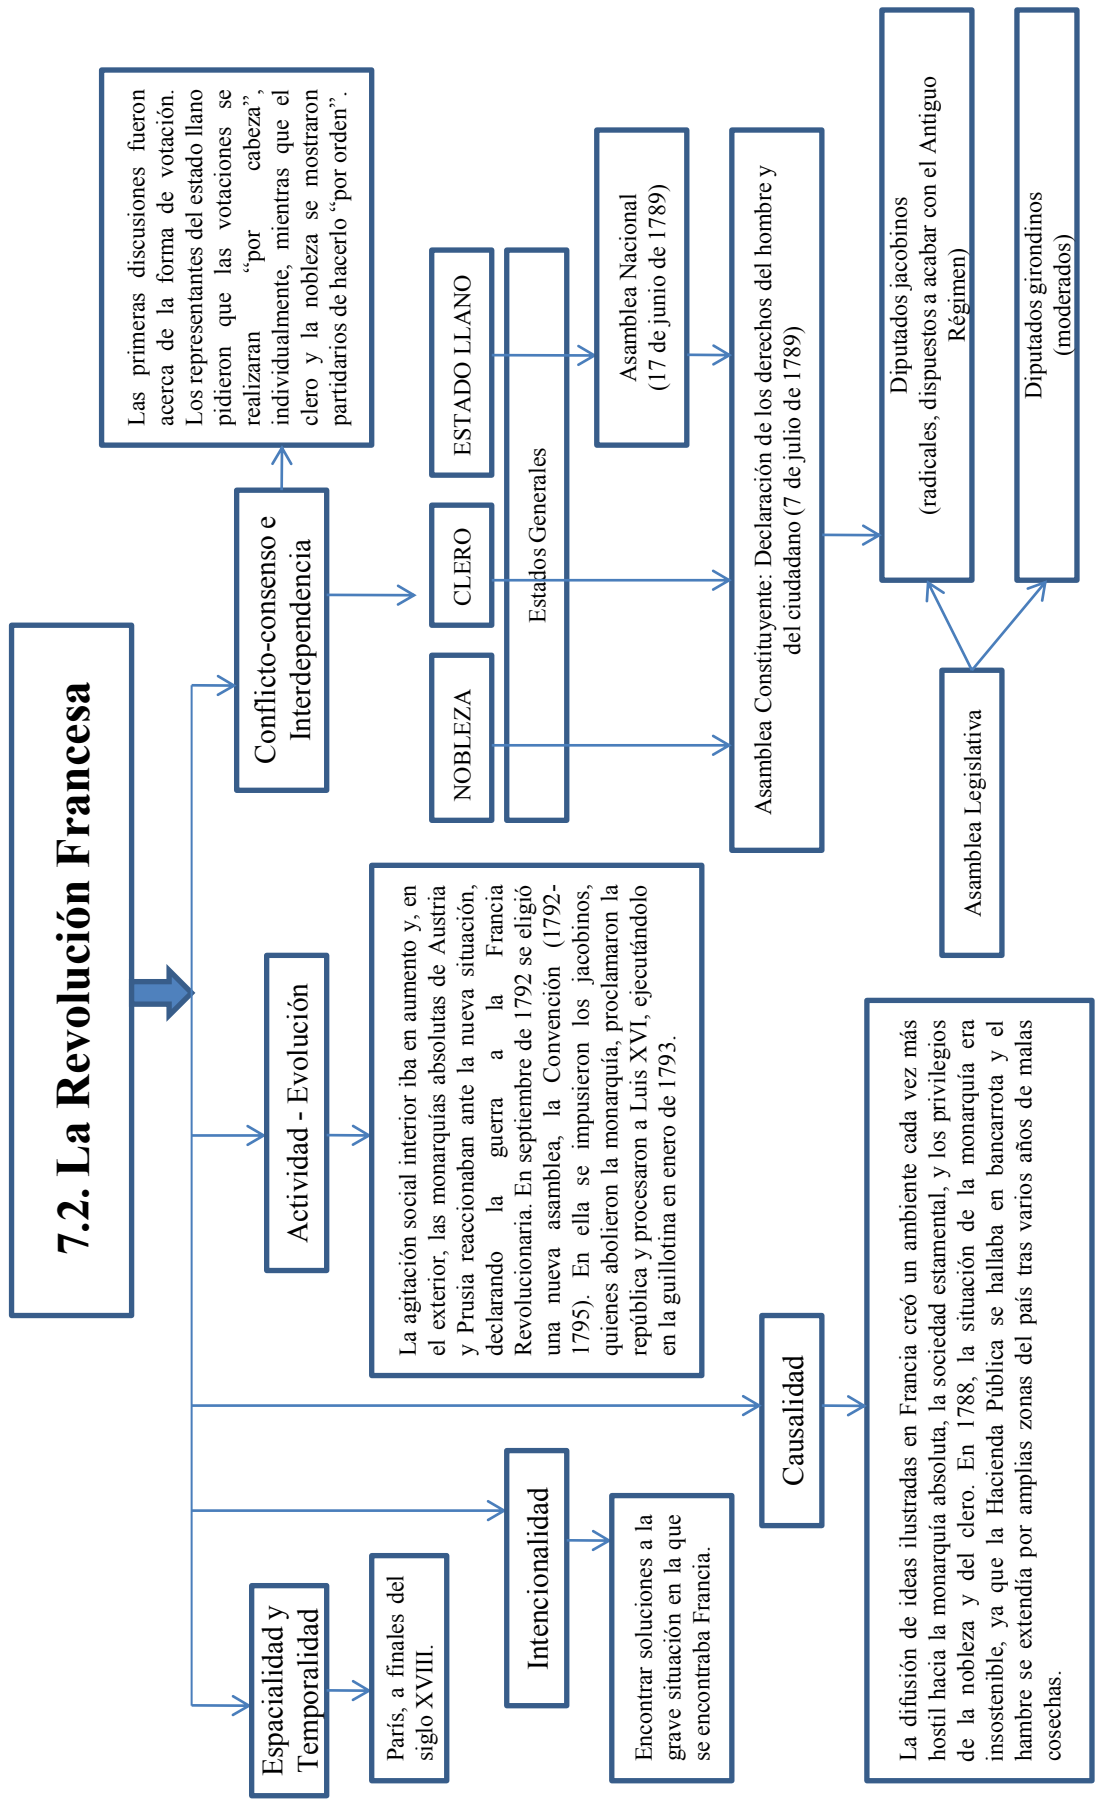 7.2. La Revolución Francesa
Espacialidad y
Temporalidad
París, a finales del
siglo XVIII.
Intencionalidad
Encontrar soluciones a la
grave situación en la que
se encontraba Francia.
Causalidad
La difusión de ideas ilustradas en Francia creó un ambiente cada vez más
hostil hacia la monarquía absoluta, la sociedad estamental, y los privilegios
de la nobleza y del clero. En 1788, la situación de la monarquía era
insostenible, ya que la Hacienda Pública se hallaba en bancarrota y el
hambre se extendía por amplias zonas del país tras varios años de malas
cosechas.
Actividad - Evolución
La agitación social interior iba en aumento y, en
el exterior, las monarquías absolutas de Austria
y Prusia reaccionaban ante la nueva situación,
declarando la guerra a la Francia
Revolucionaria. En septiembre de 1792 se eligió
una nueva asamblea, la Convención (1792-
1795). En ella se impusieron los jacobinos,
quienes abolieron la monarquía, proclamaron la
república y procesaron a Luis XVI, ejecutándolo
en la guillotina en enero de 1793.
Conflicto-consenso e
Interdependencia
Las primeras discusiones fueron
acerca de la forma de votación.
Los representantes del estado llano
pidieron que las votaciones se
realizaran “por cabeza”,
individualmente, mientras que el
clero y la nobleza se mostraron
partidarios de hacerlo “por orden”.
NOBLEZA
CLERO
ESTADO LLANO
Estados Generales
Asamblea Nacional
(17 de junio de 1789)
Asamblea Constituyente: Declaración de los derechos del hombre y
del ciudadano (7 de julio de 1789)
Asamblea Legislativa
Diputados jacobinos
(radicales, dispuestos a acabar con el Antiguo
Régimen)
Diputados girondinos
(moderados)